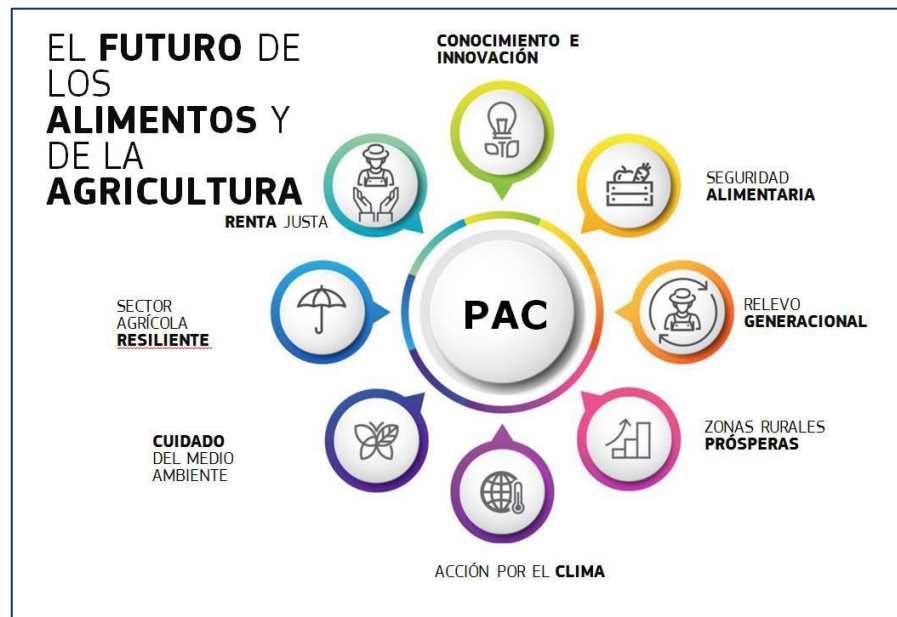 EL FUTURO DE
LOS
ALIMENTOS Y
DE LA
AGRICULTURA
CONOCIMIENTO E
INNOVACIÓN
SEGURIDAD
ALIMENTARIA
RELEVO
GENERACIONAL
ZONAS RURALES
PRÓSPERAS
ACCIÓN POR EL CLIMA
CUIDADO
DEL MEDIO
AMBIENTE
SECTOR
AGRÍCOLA
RESILIENTE
RENTA JUSTA
PAC